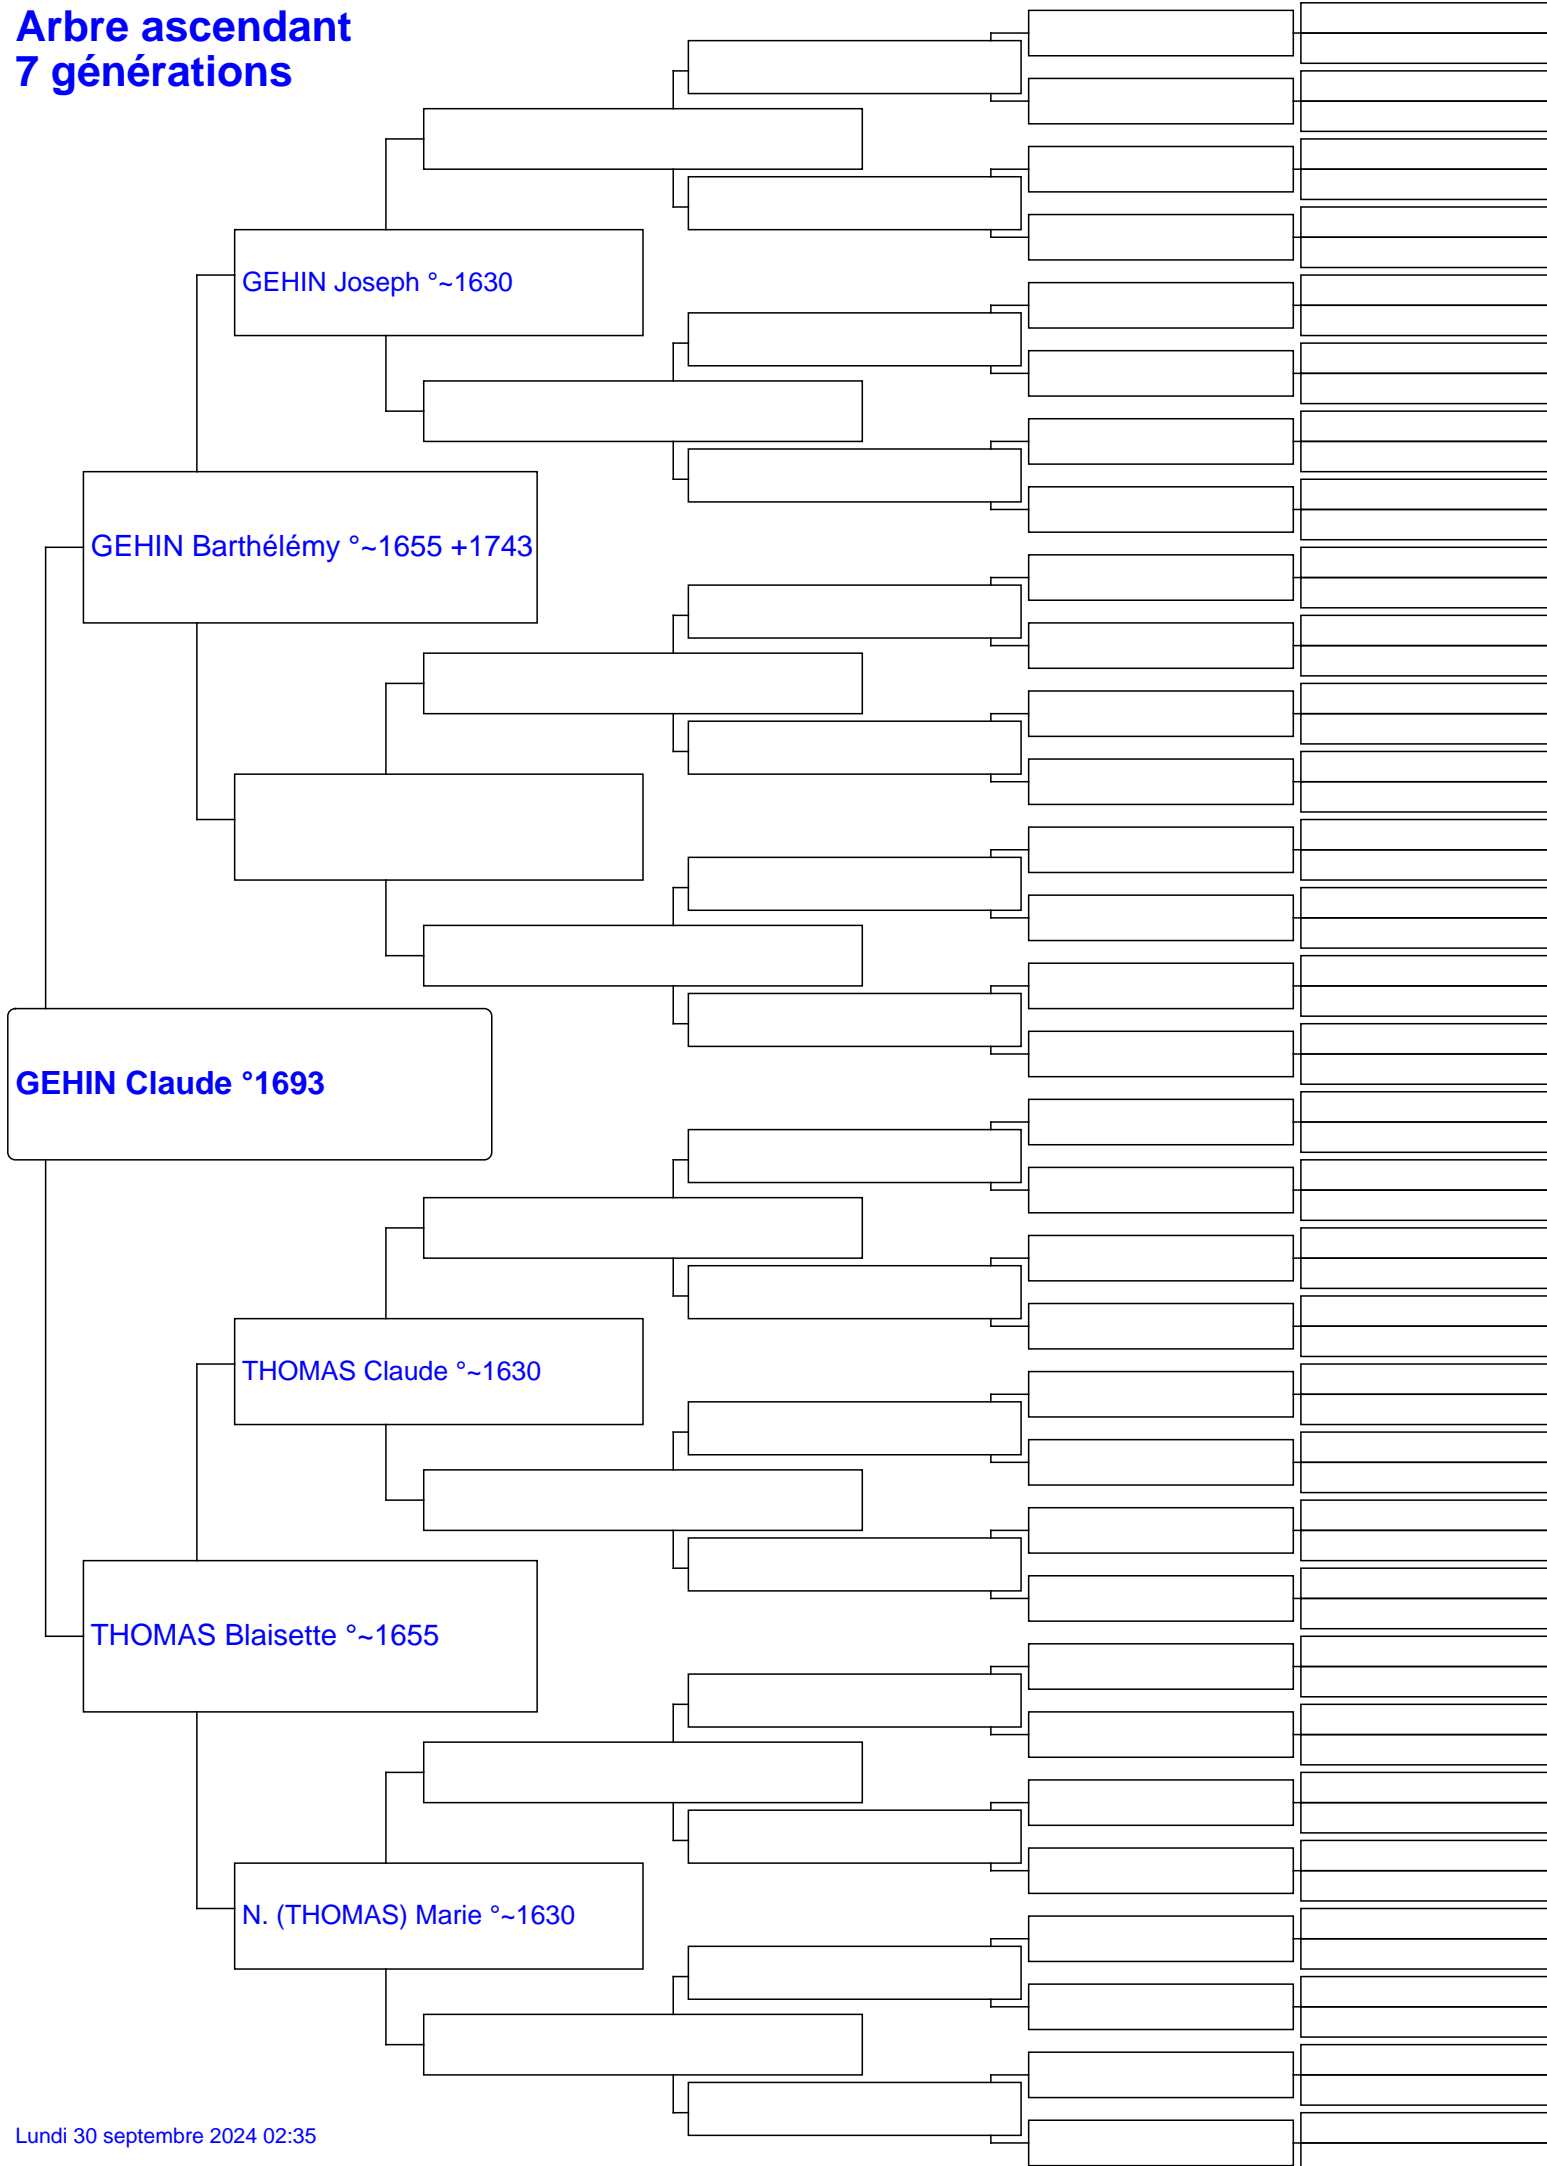 Arbre ascendant
7 générations
GEHIN Joseph °~1630
GEHIN Barthélémy °~1655 +1743
GEHIN Claude °1693
THOMAS Claude °~1630
THOMAS Blaisette °~1655
N. (THOMAS) Marie °~1630
Lundi 30 septembre 2024 02:35